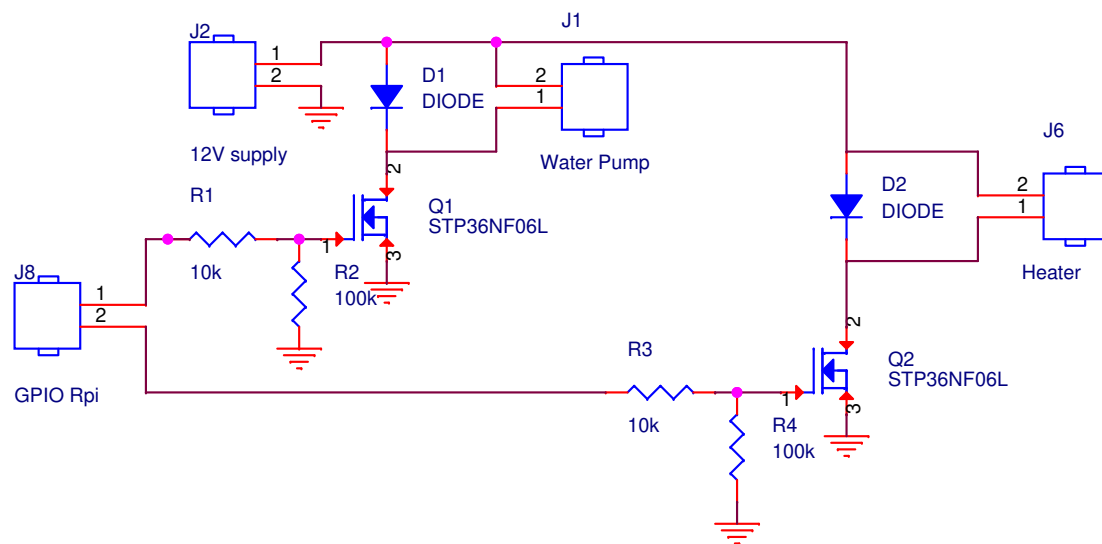 J2
1
2
12V supply
D1
DIODE
J1
2
1
Water Pump
J6
2
1
Heater
D2
DIODE
R1
10k
2
1
3
Q1
STP36NF06L
R2
100k
J8
1
2
GPIO Rpi
R3
10k
2
1
3
Q2
STP36NF06L
R4
100k